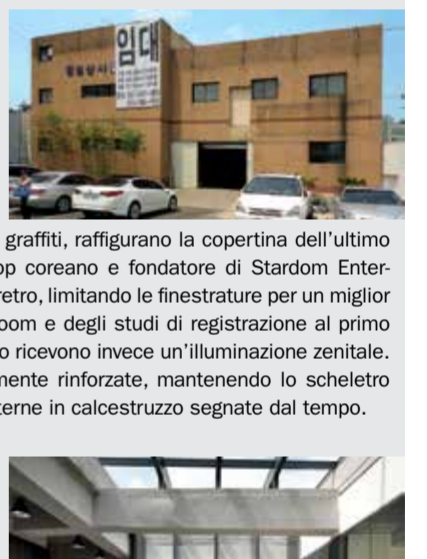 임대
graffiti, raffigurano la copertina dell'ultimo
op coreano e fondatore di Stardom Enter-
retro, limitando le finestrature per un miglior
oom e degli studi di registrazione al primo
o ricevono invece un'illuminazione zenitale.
mente rinforzate, mantenendo lo scheletro
terne in calcestruzzo segnate dal tempo.